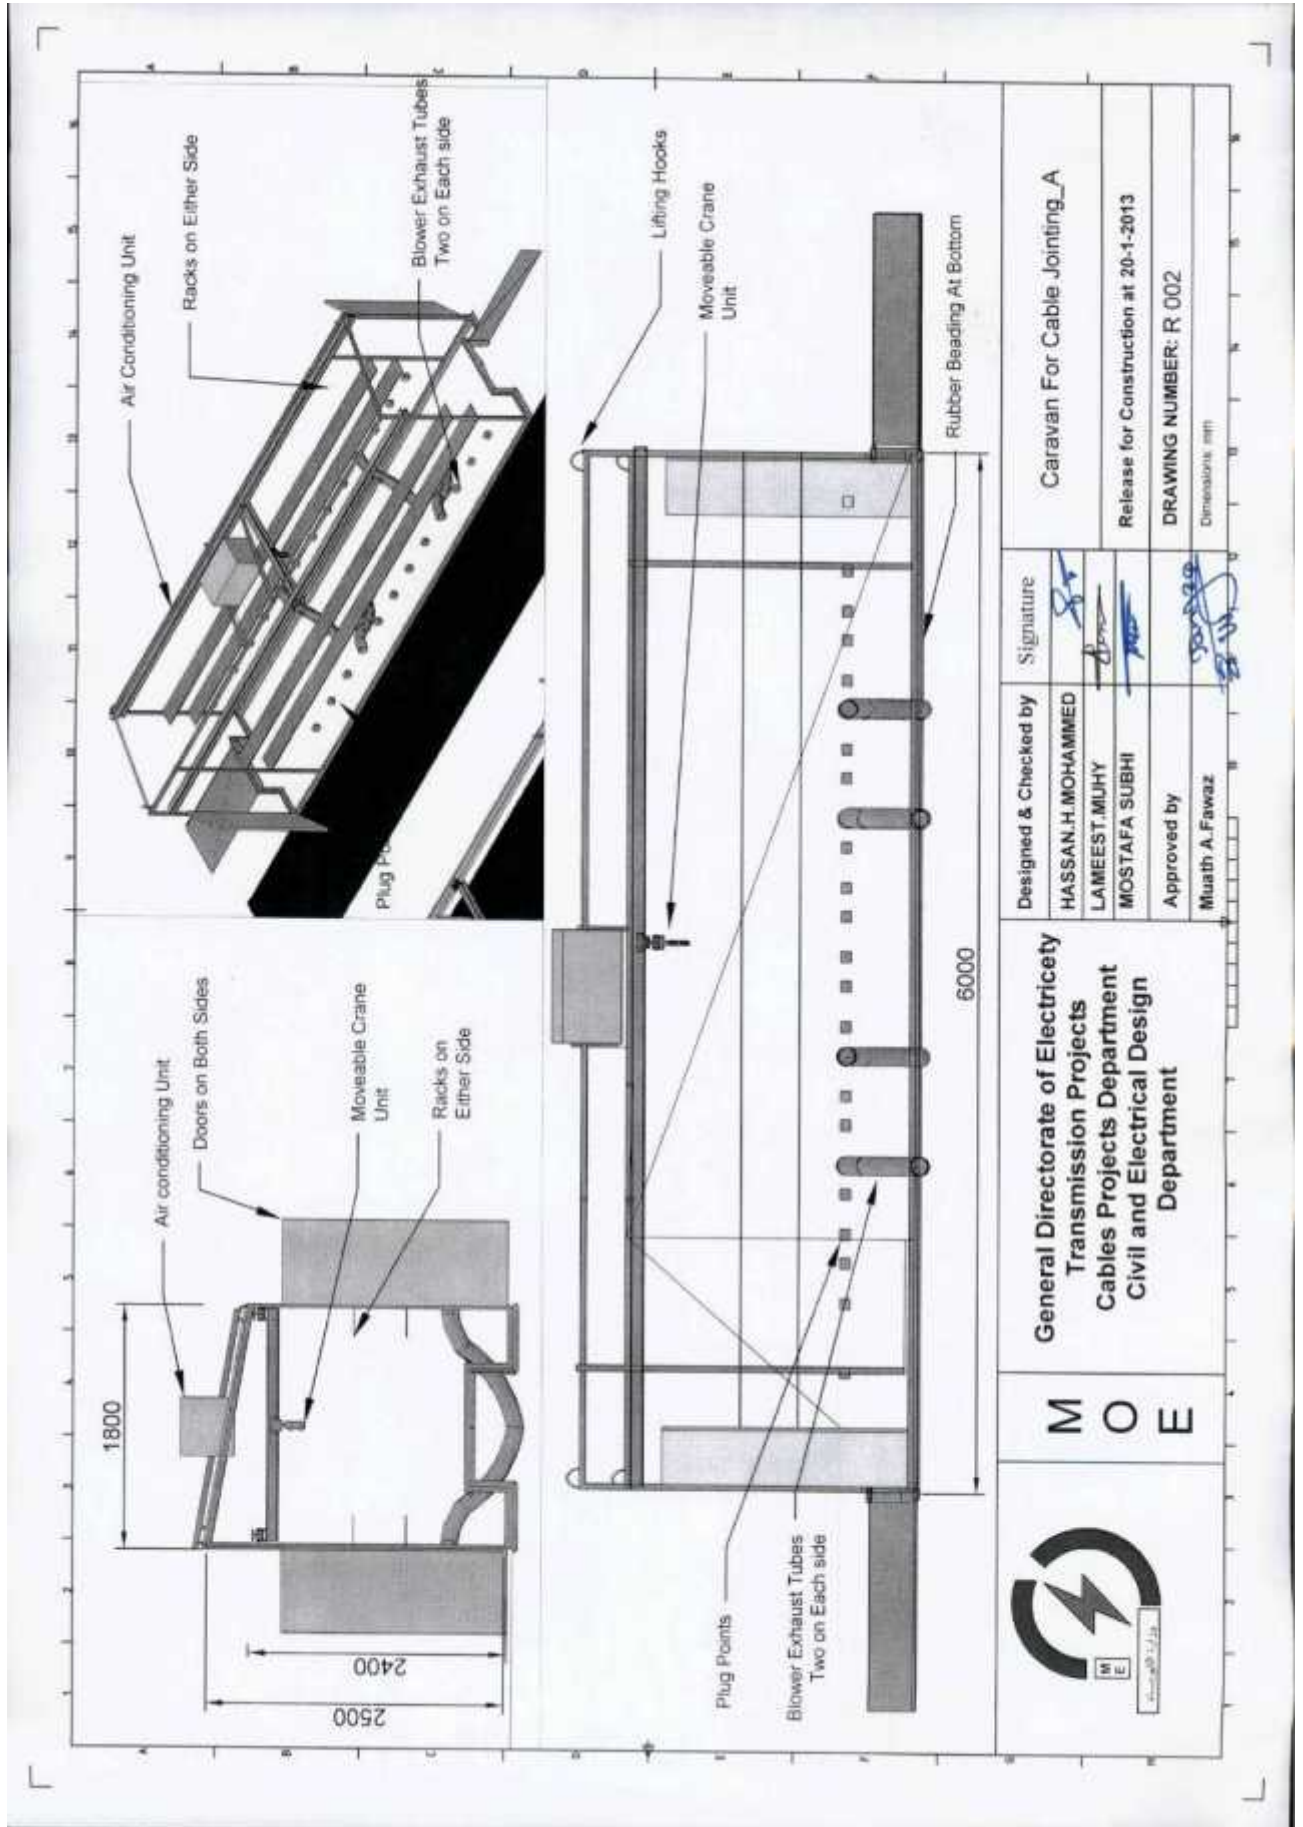 Air conditioning Unit
Doors on Both Sides
Moveable Crane
Unit
Racks on
Either Side
1800
2400
2500
Air Conditioning Unit
Racks on Either Side
Blower Exhaust Tubes
Two on Each side
Plug Po
Lifting Hooks
Moveable Crane
Unit
Rubber Beading At Bottom
6000
Plug Points
Blower Exhaust Tubes
Two on Each side
M
O
E
M
E
General Directorate of Electricety
Transmission Projects
Cables Projects Department
Civil and Electrical Design
Department
Designed & Checked by
Signature
HASSAN.H.MOHAMMED
LAMEEST.MUHY
MOSTAFA SUBHI
Approved by
Muath A.Fawaz
Caravan For Cable Jointing_A
Release for Construction at 20-1-2013
DRAWING NUMBER: R 002
Dimensions: mm